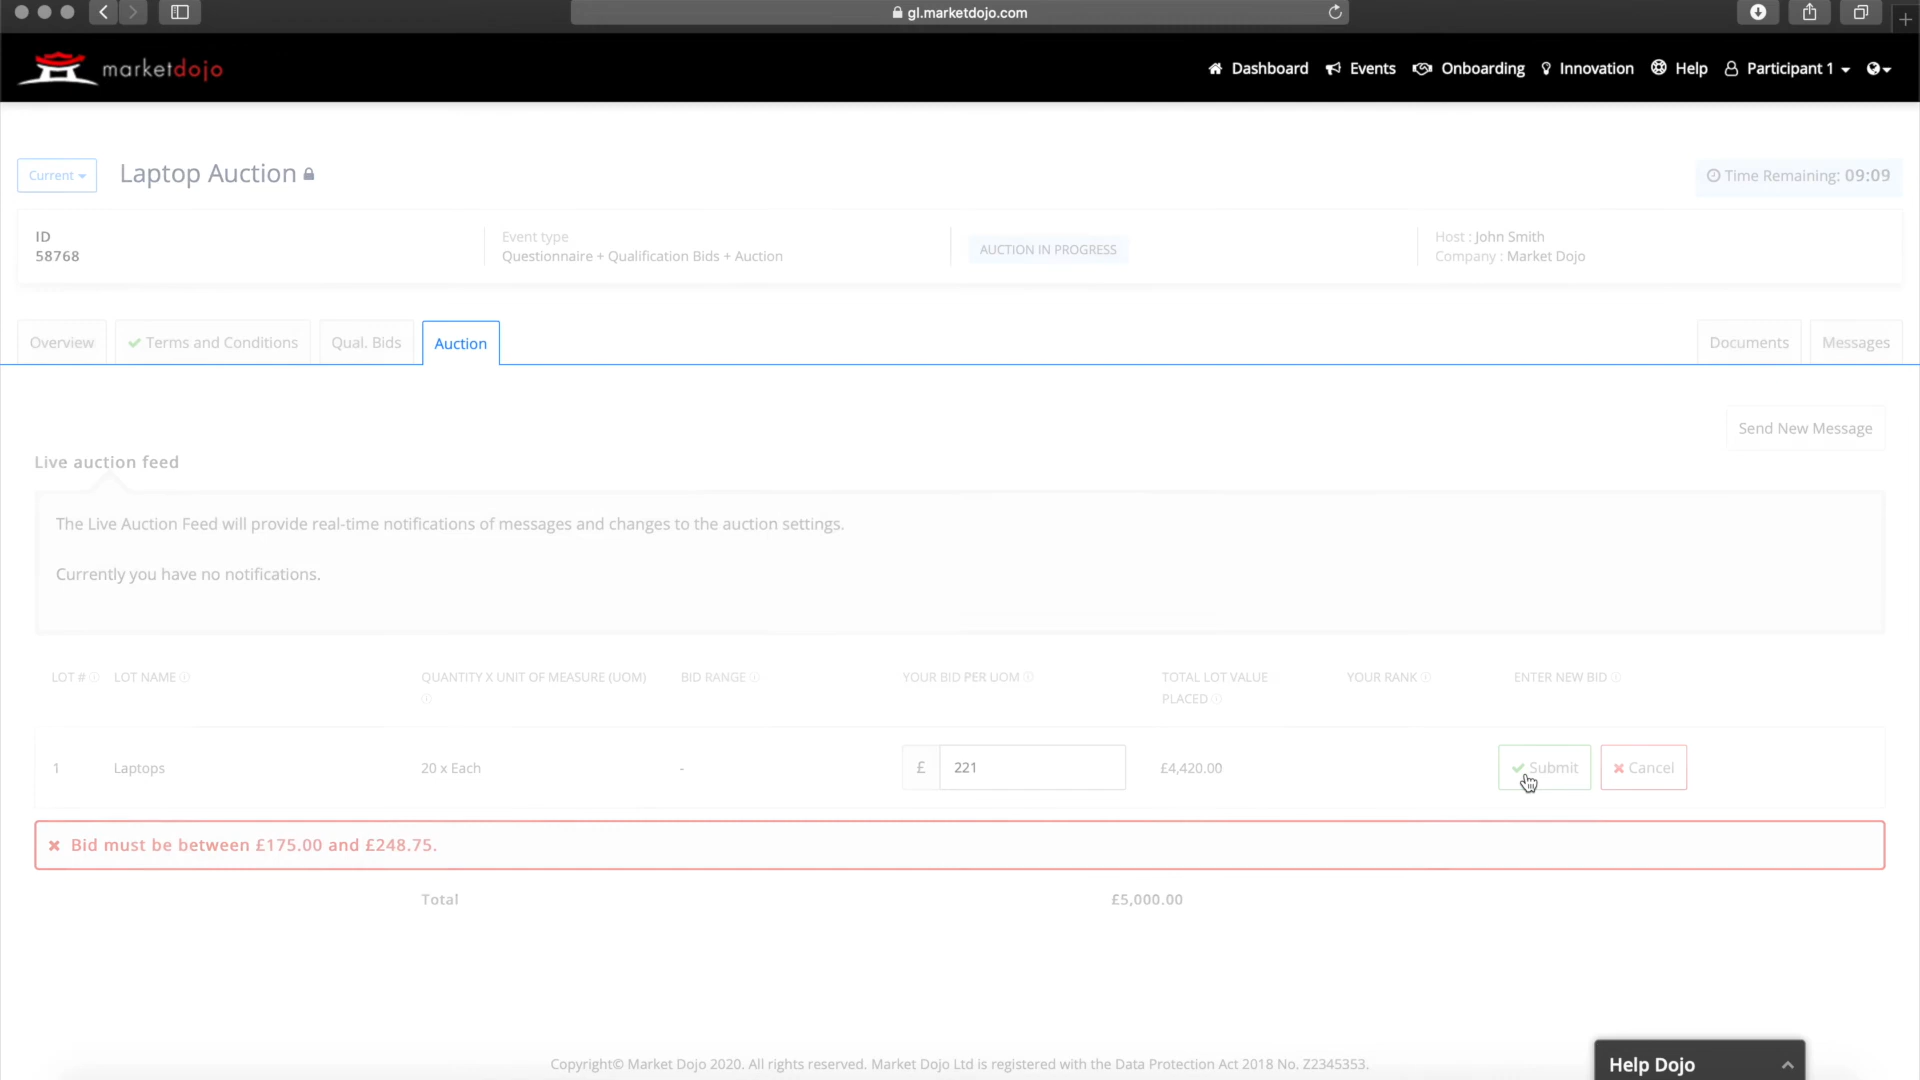 gl.marketdojo.com
marketdojo
Dashboard Events Onboarding Innovation Help Participant 1
Current Laptop Auction Time Remaining: 09:09
ID Event type Host : John Smith
58768 Questionnaire + Qualification Bids + Auction AUCTION IN PROGRESS Company : Market Dojo
Overview Terms and Conditions Qual. Bids Auction Documents Messages
Send New Message
Live auction feed
The Live Auction Feed will provide real-time notifications of messages and changes to the auction settings.
Currently you have no notifications.
LOT # LOT NAME QUANTITY X UNIT OF MEASURE (UOM) BID RANGE YOUR BID PER UOM TOTAL LOT VALUE YOUR RANK ENTER NEW BID
PLACED
1 Laptops 20 x Each - £ 221 £4,420.00 Submit Cancel
Bid must be between £175.00 and £248.75.
Total £5,000.00
Copyright© Market Dojo 2020. All rights reserved. Market Dojo Ltd is registered with the Data Protection Act 2018 No. Z2345353.
Help Dojo